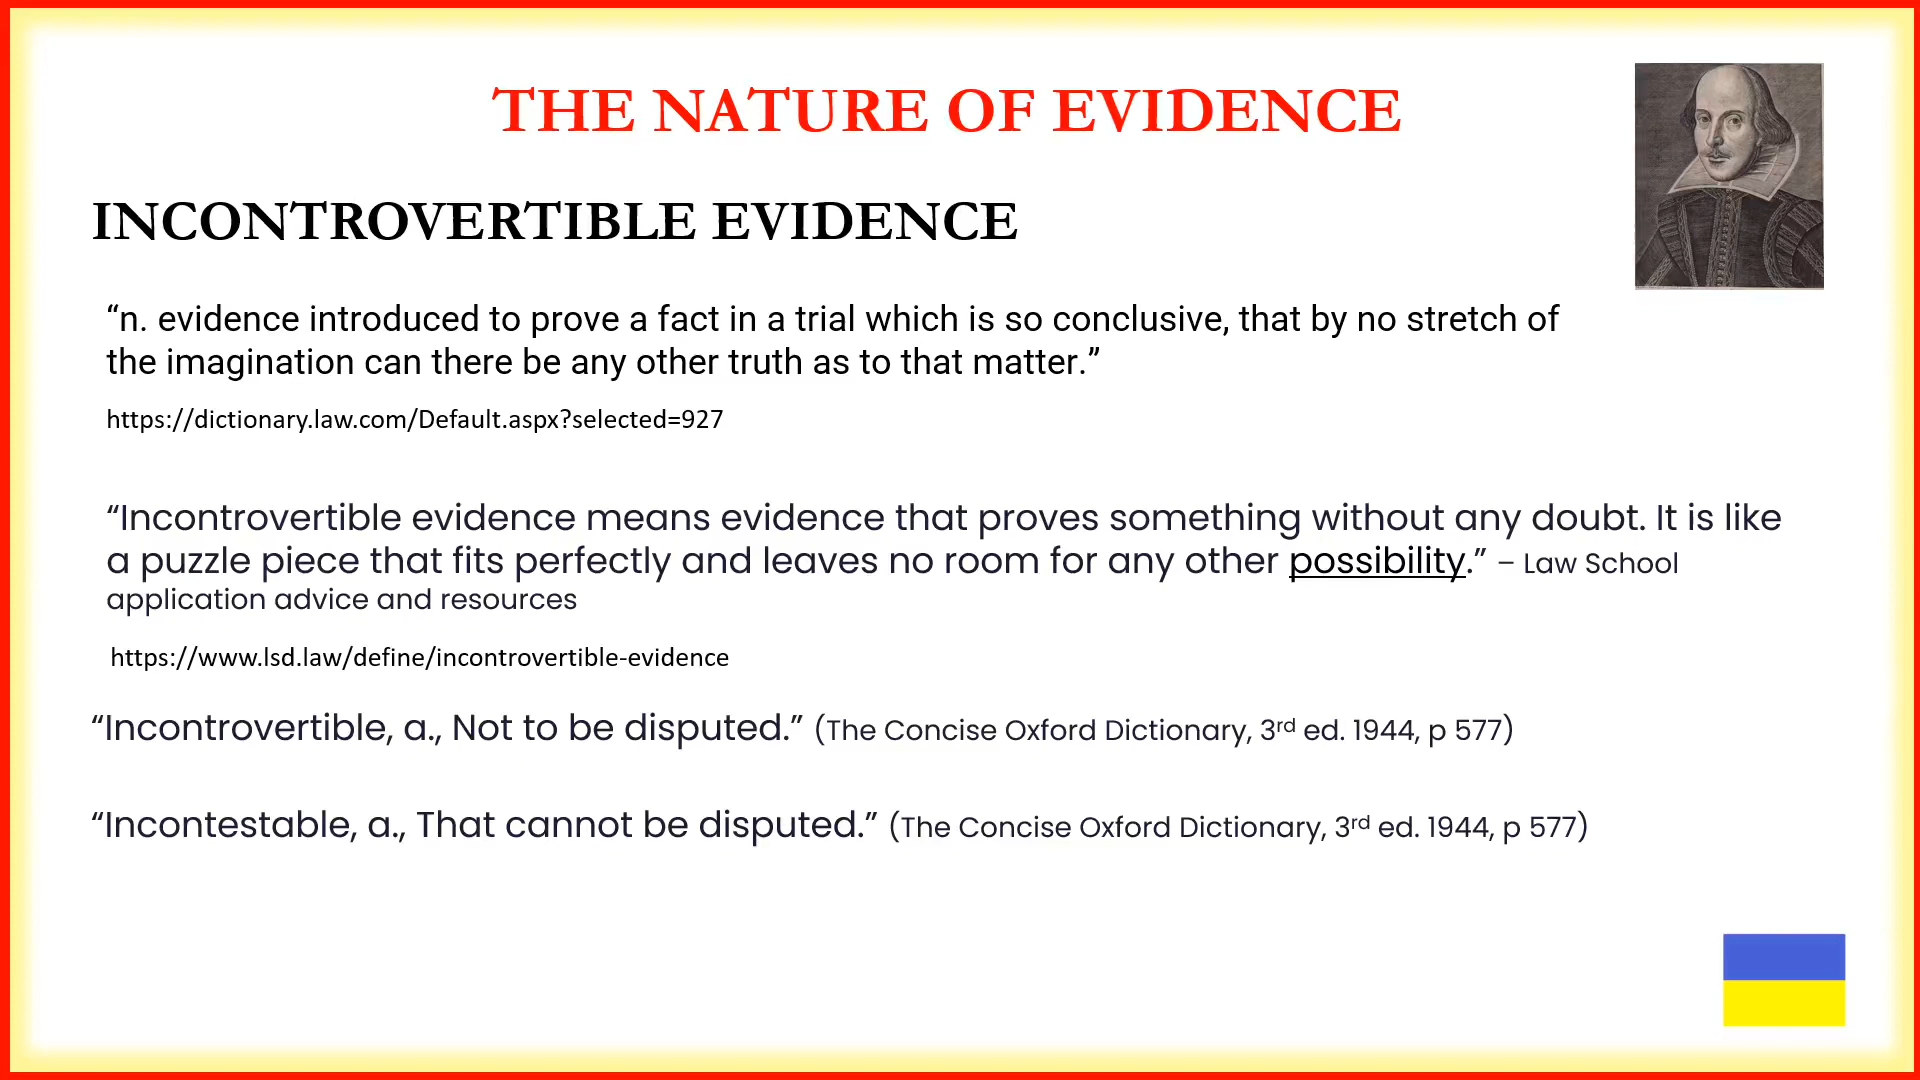 THE NATURE OF EVIDENCE
INCONTROVERTIBLE EVIDENCE
“n. evidence introduced to prove a fact in a trial which is so conclusive, that by no stretch of
the imagination can there be any other truth as to that matter.”
https://dictionary.law.com/Default.aspx?selected=927
“Incontrovertible evidence means evidence that proves something without any doubt. It is like
a puzzle piece that fits perfectly and leaves no room for any other possibility.” – Law School
application advice and resources
https://www.lsd.law/define/incontrovertible-evidence
“Incontrovertible, a., Not to be disputed.” (The Concise Oxford Dictionary, 3rd ed. 1944, p 577)
“Incontestable, a., That cannot be disputed.” (The Concise Oxford Dictionary, 3rd ed. 1944, p 577)